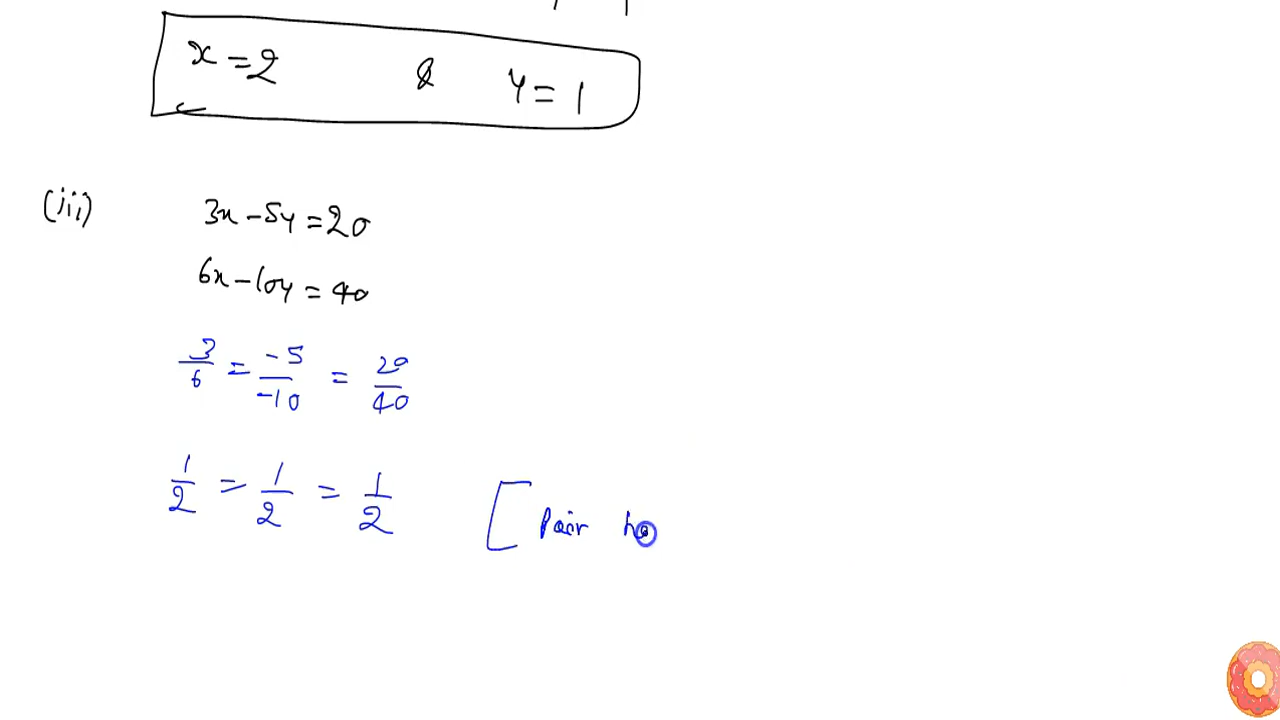 x = 2 & y = 1
(iii)
3x - 5y = 20
6x - 10y = 40
3/6 = -5/-10 = 20/40
1/2 = 1/2 = 1/2 [ Pair ha